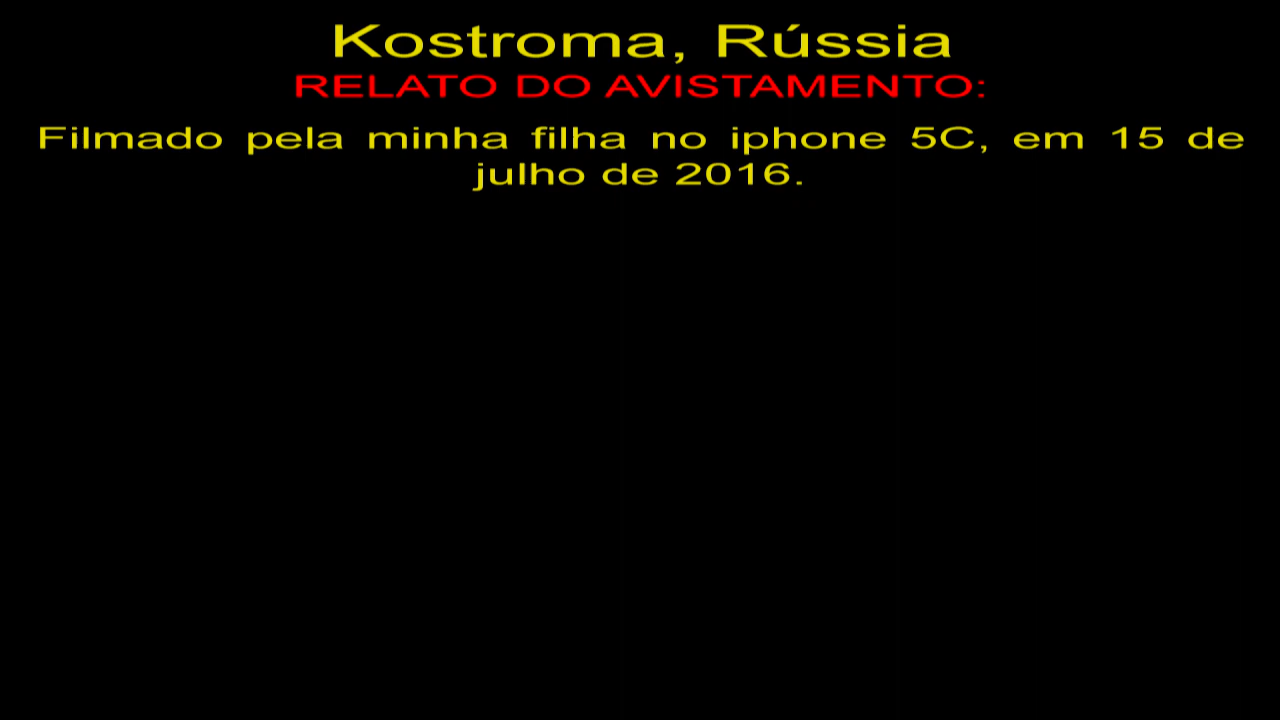 Kostroma, Rússia
RELATO DO AVISTAMENTO:
Filmado pela minha filha no iphone 5C, em 15 de
julho de 2016.